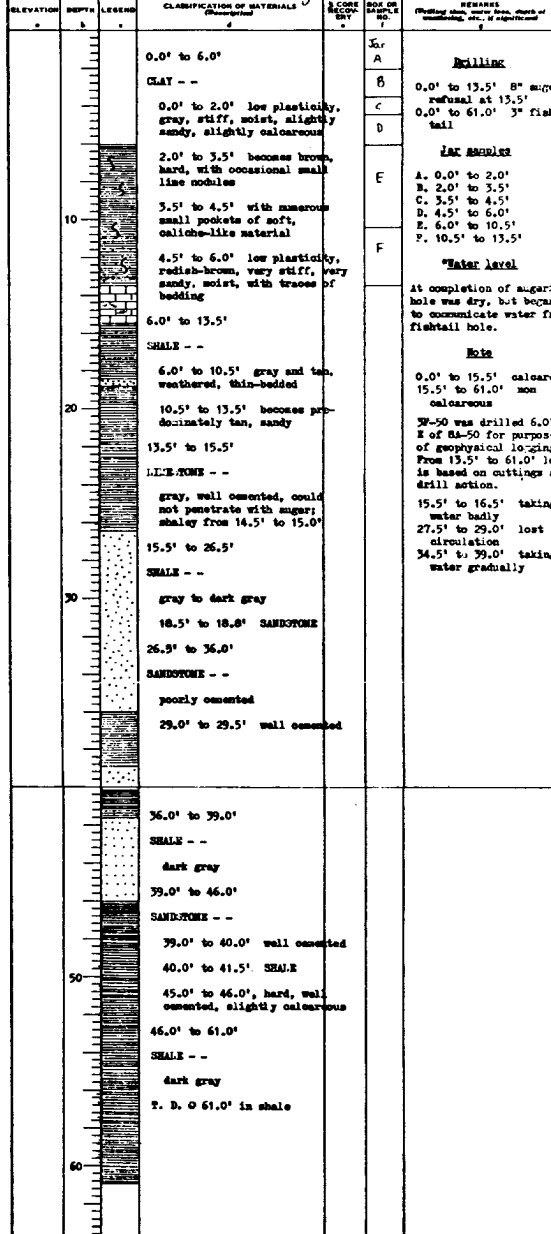 ELEVATION
DEPTH
LEGEND
CLASSIFICATION OF MATERIALS
(Description)
% CORE
RECOV-
ERY
BOX OR
SAMPLE
NO.
REMARKS
(Drilling time, water loss, depth of
weathering, etc., if significant)
a
b
c
d
e
f
g
10
20
30
50
60
0.0' to 6.0'
CLAY - -
0.0' to 2.0' low plasticity,
gray, stiff, moist, slightly
sandy, slightly calcareous
2.0' to 3.5' becomes brown,
hard, with occasional small
lime nodules
3.5' to 4.5' with numerous
small pockets of soft,
caliche-like material
4.5' to 6.0' low plasticity,
redish-brown, very stiff, very
sandy, moist, with traces of
bedding
6.0' to 13.5'
SHALE - -
6.0' to 10.5' gray and tan,
weathered, thin-bedded
10.5' to 13.5' becomes pre-
dominately tan, sandy
13.5' to 15.5'
LIMESTONE - -
gray, well cemented, could
not penetrate with auger;
shaley from 14.5' to 15.0'
15.5' to 26.5'
SHALE - -
gray to dark gray
18.5' to 18.8' SANDSTONE
26.5' to 36.0'
SANDSTONE - -
poorly cemented
29.0' to 29.5' well cemented
36.0' to 39.0'
SHALE - -
dark gray
39.0' to 46.0'
SANDSTONE - -
39.0' to 40.0' well cemented
40.0' to 41.5' SHALE
45.0' to 46.0', hard, well
cemented, slightly calcareous
46.0' to 61.0'
SHALE - -
dark gray
T. D. @ 61.0' in shale
Jar
A
B
C
D
E
F
Drilling
0.0' to 13.5' 8"
refusal at 13.5'
0.0' to 61.0' 3"
tail
Jar samples
A. 0.0' to 2.0'
B. 2.0' to 3.5'
C. 3.5' to 4.5'
D. 4.5' to 6.0'
E. 6.0' to 10.5'
F. 10.5' to 13.5'
*Water level
At completion of
hole was dry, but began
to communicate water
fishtail hole.
Note
0.0' to 15.5'
15.5' to 61.0' non
calcareous
3F-50 was drilled 6.0'
E of 8A-50 for
of geophysical
From 13.5' to 61.0'
is based on cuttings
drill action.
15.5' to 16.5'
water badly
27.5' to 29.0' lost
circulation
34.5' to 39.0'
water gradually